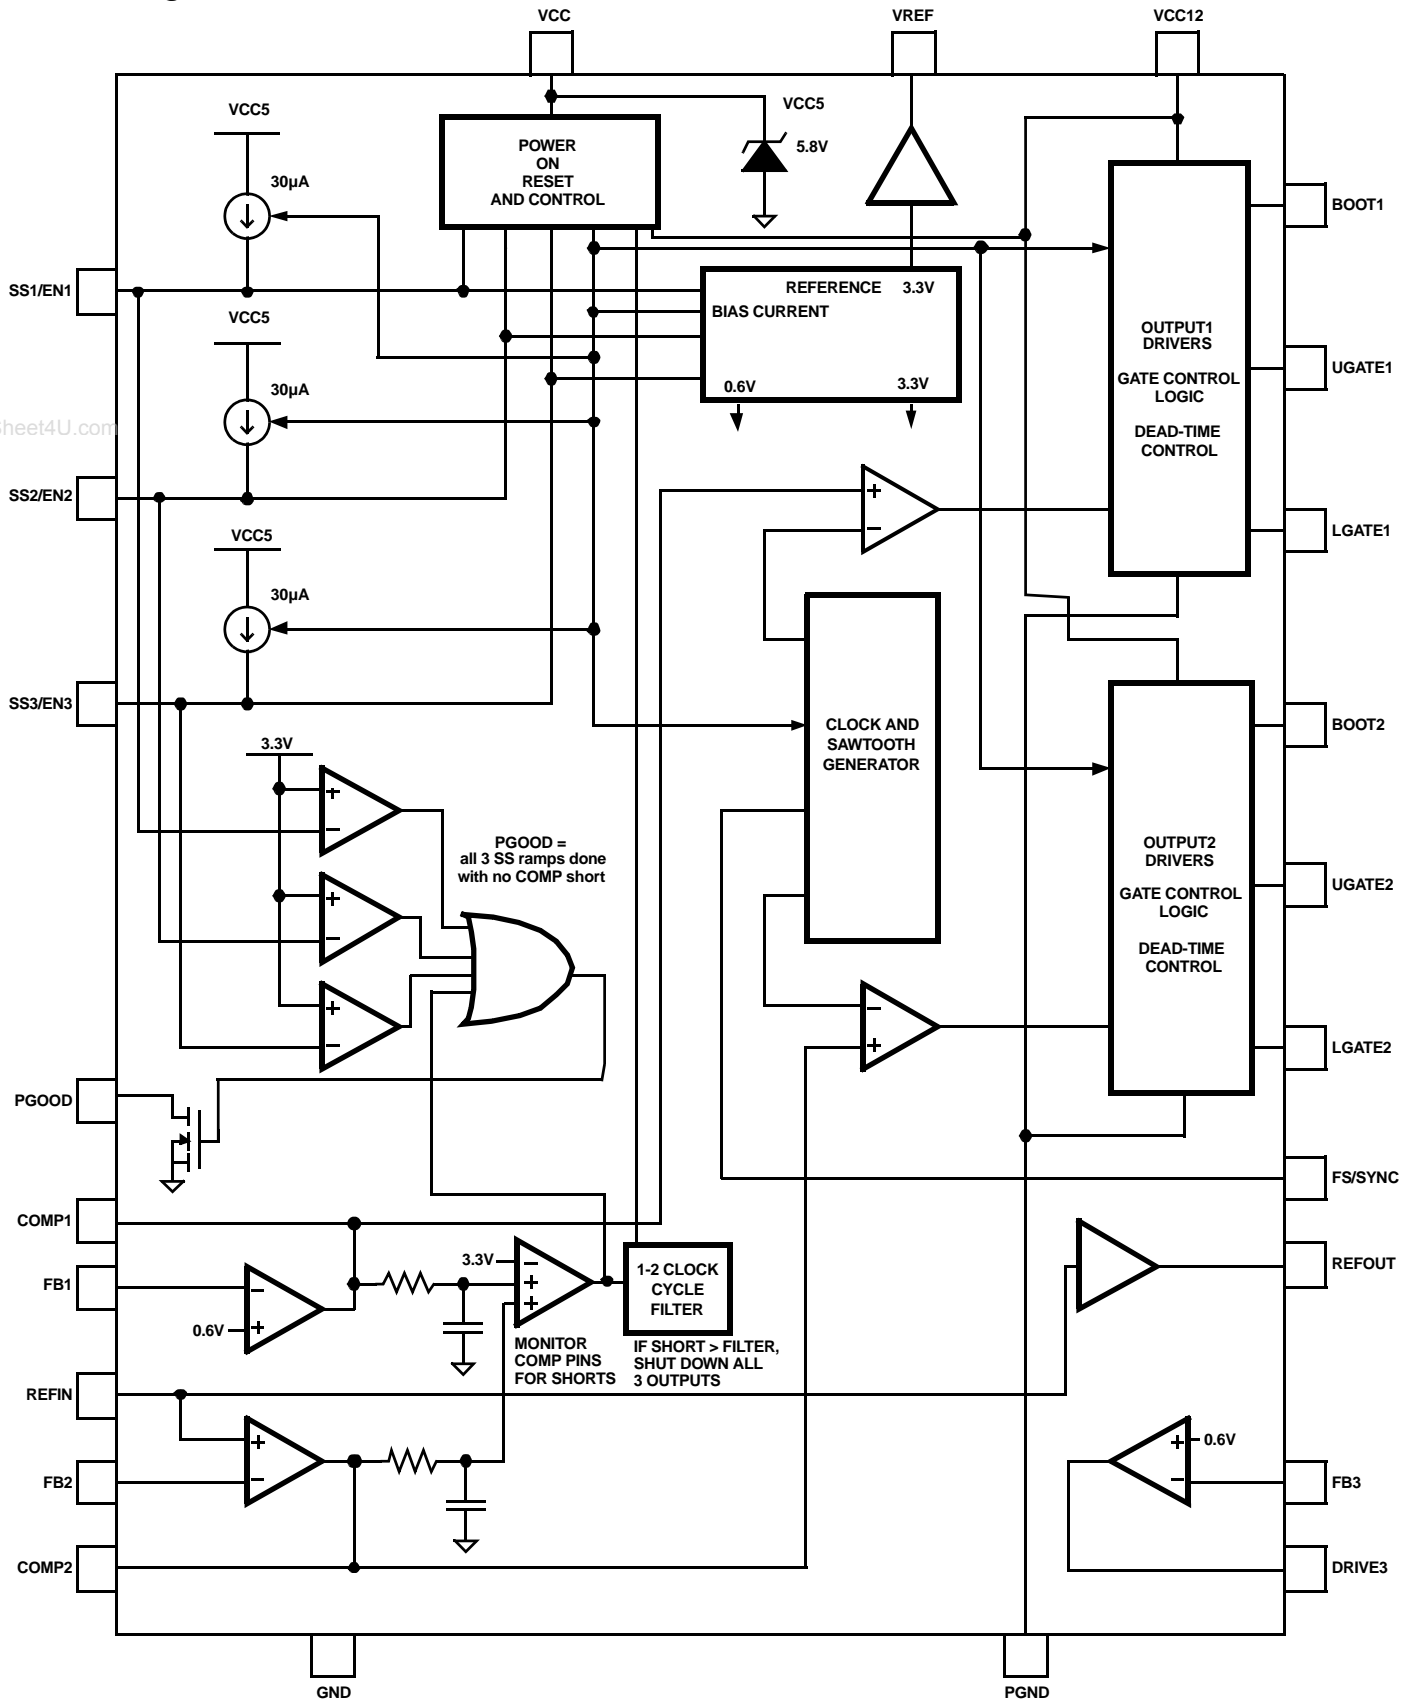 VCC
VREF
VCC12
VCC5
30µA
POWER
ON
RESET
AND CONTROL
VCC5
5.8V
BOOT1
SS1/EN1
REFERENCE 3.3V
BIAS CURRENT
0.6V
3.3V
VCC5
30µA
OUTPUT1
DRIVERS
GATE CONTROL
LOGIC
DEAD-TIME
CONTROL
UGATE1
heet4U.com
SS2/EN2
+
−
LGATE1
VCC5
30µA
SS3/EN3
CLOCK AND
SAWTOOTH
GENERATOR
BOOT2
3.3V
+
−
+
−
+
−
PGOOD =
all 3 SS ramps done
with no COMP short
OUTPUT2
DRIVERS
GATE CONTROL
LOGIC
DEAD-TIME
CONTROL
UGATE2
−
+
LGATE2
PGOOD
FS/SYNC
COMP1
FB1
−
0.6V
+
3.3V
−
+
+
MONITOR
COMP PINS
FOR SHORTS
1-2 CLOCK
CYCLE
FILTER
IF SHORT > FILTER,
SHUT DOWN ALL
3 OUTPUTS
REFOUT
REFIN
+
−
FB2
+
0.6V
−
FB3
COMP2
DRIVE3
GND
PGND